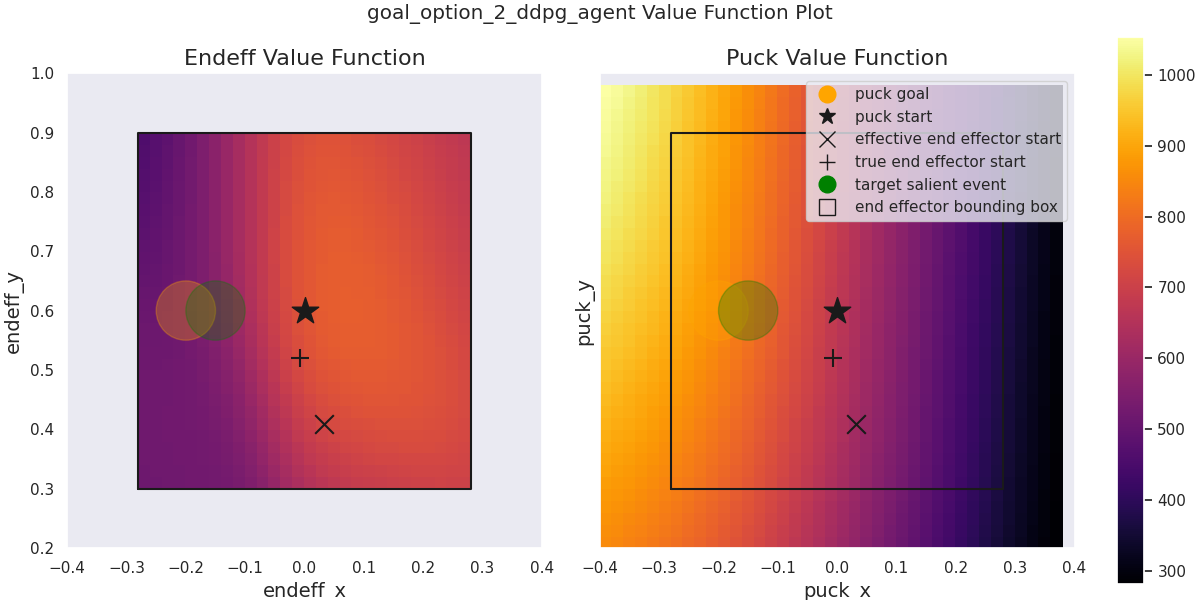 goal_option_2_ddpg_agent Value Function Plot
Endeff Value Function
endeff_y
1.0
0.9
0.8
0.7
0.6
0.5
0.4
0.3
0.2
−0.4 −0.3 −0.2 −0.1 0.0 0.1 0.2 0.3 0.4
endeff_x
Puck Value Function
puck_y
puck goal
puck start
effective end effector start
true end effector start
target salient event
end effector bounding box
−0.4 −0.3 −0.2 −0.1 0.0 0.1 0.2 0.3 0.4
puck_x
1000
900
800
700
600
500
400
300